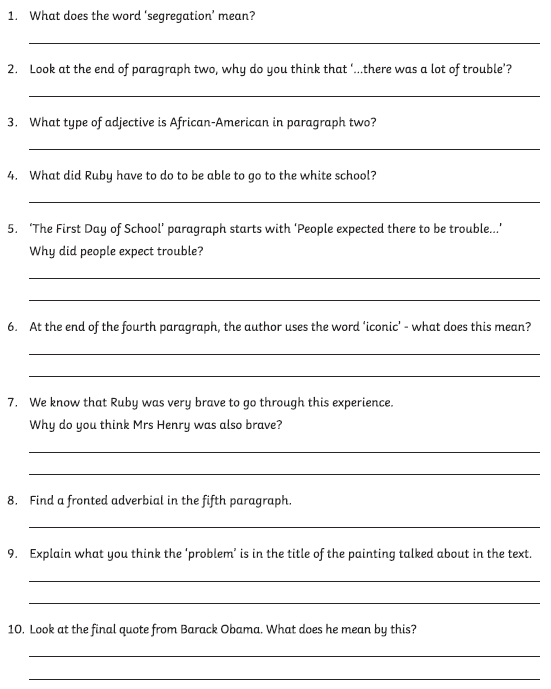 1. What does the word ‘segregation’ mean?
2. Look at the end of paragraph two, why do you think that ‘...there was a lot of trouble’?
3. What type of adjective is African-American in paragraph two?
4. What did Ruby have to do to be able to go to the white school?
5. ‘The First Day of School’ paragraph starts with ‘People expected there to be trouble...’
Why did people expect trouble?
6. At the end of the fourth paragraph, the author uses the word ‘iconic’ - what does this mean?
7. We know that Ruby was very brave to go through this experience.
Why do you think Mrs Henry was also brave?
8. Find a fronted adverbial in the fifth paragraph.
9. Explain what you think the ‘problem’ is in the title of the painting talked about in the text.
10. Look at the final quote from Barack Obama. What does he mean by this?